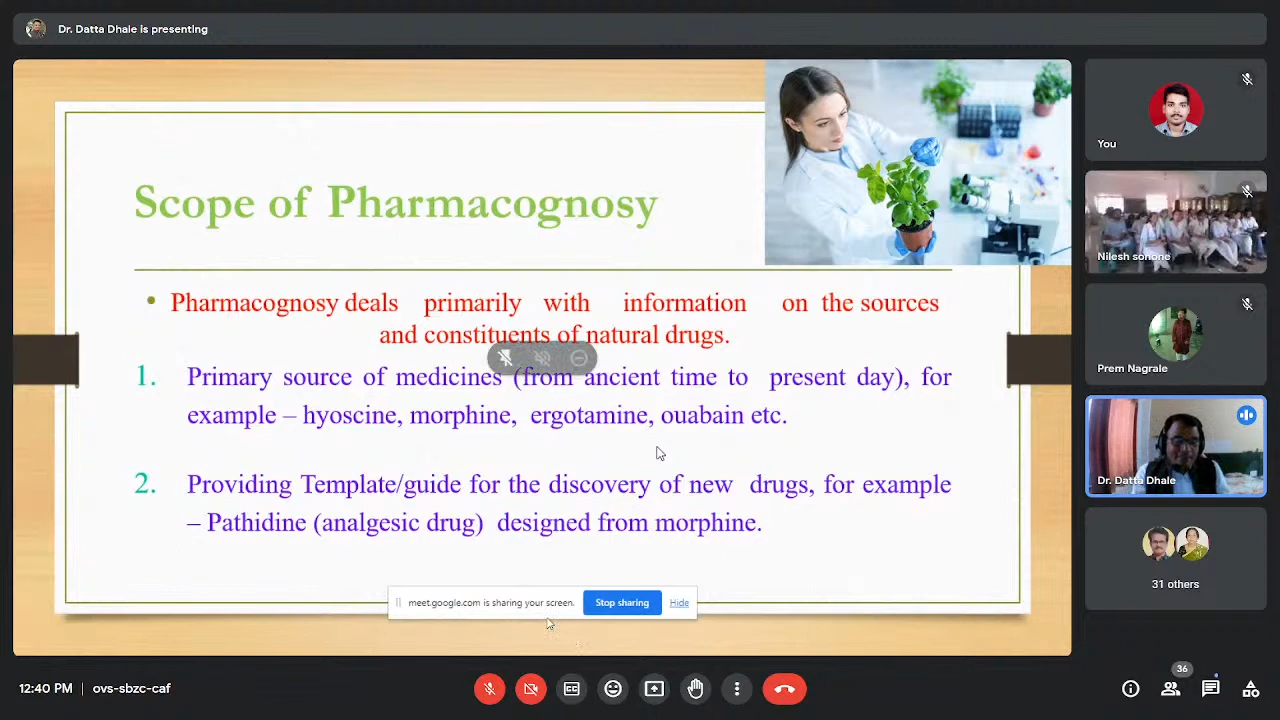 Dr. Datta Dhale is presenting
Scope of Pharmacognosy
• Pharmacognosy deals primarily with information on the sources
and constituents of natural drugs.
1. Primary source of medicines (from ancient time to present day), for
example – hyoscine, morphine, ergotamine, ouabain etc.
2. Providing Template/guide for the discovery of new drugs, for example
– Pathidine (analgesic drug) designed from morphine.
meet.google.com is sharing your screen. Stop sharing Hide
You
Nilesh sonone
Prem Nagrale
Dr. Datta Dhale
31 others
12:40 PM | ovs-sbzc-caf
36